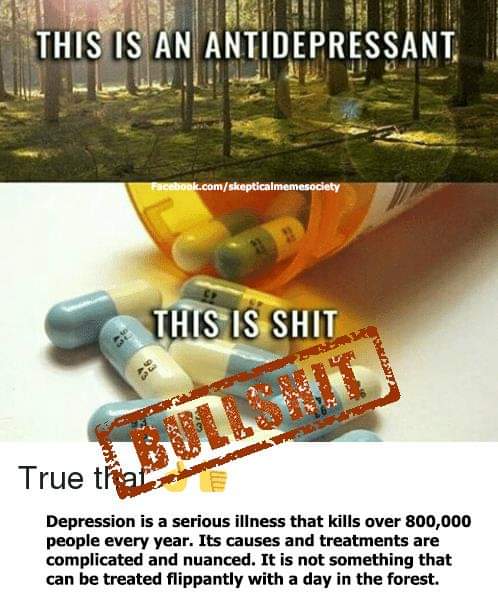 THIS IS AN ANTIDEPRESSANT
Facebook.com/skepticalmemesociety
THIS IS SHIT
BULLSHIT
True that
Depression is a serious illness that kills over 800,000
people every year. Its causes and treatments are
complicated and nuanced. It is not something that
can be treated flippantly with a day in the forest.